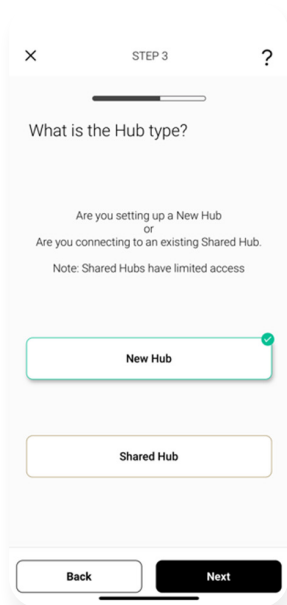 STEP 3
?
What is the Hub type?
Are you setting up a New Hub
or
Are you connecting to an existing Shared Hub.
Note: Shared Hubs have limited access
New Hub
Shared Hub
Back
Next